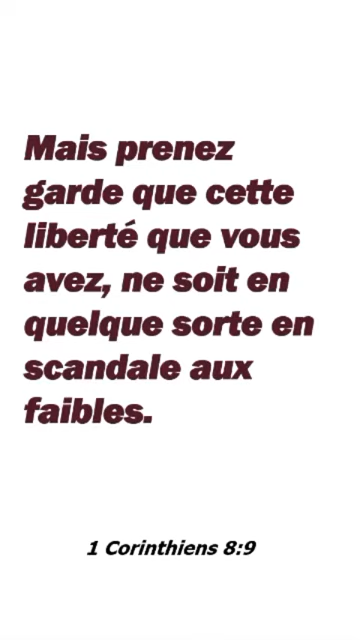 Mais prenez
garde que cette
liberté que vous
avez, ne soit en
quelque sorte en
scandale aux
faibles.
1 Corinthiens 8:9